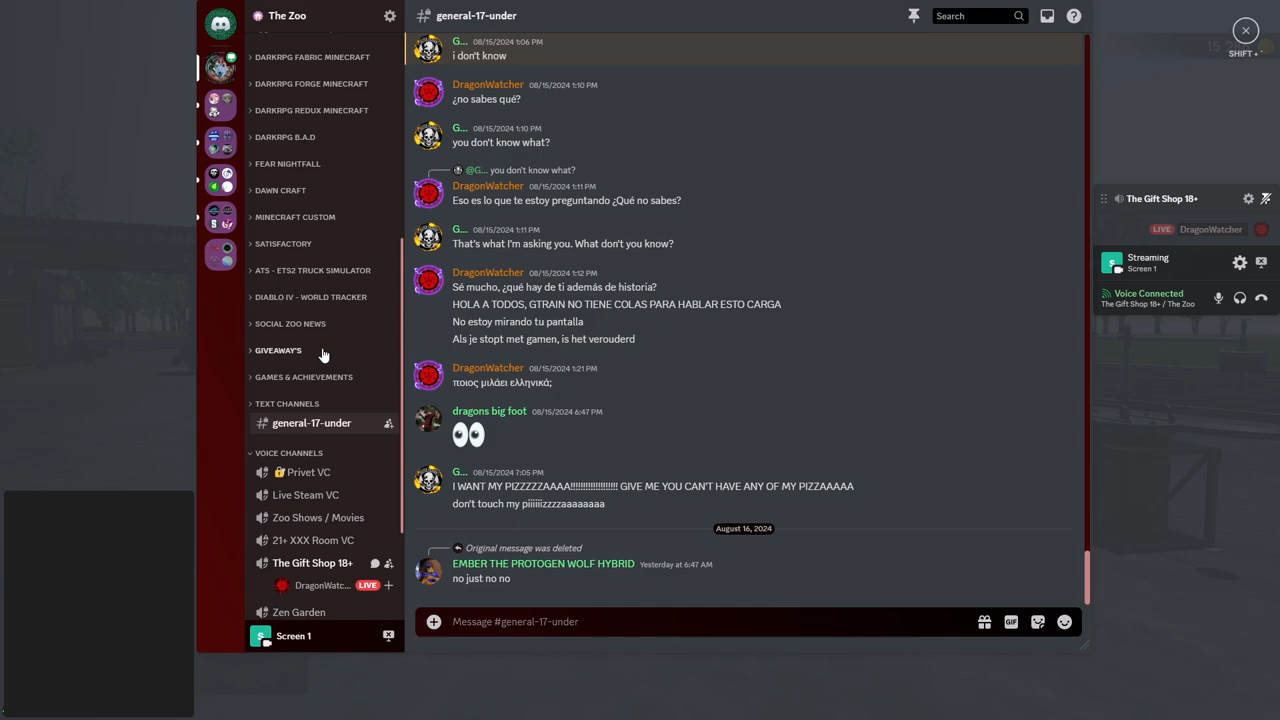 The Zoo
DARKRPG FABRIC MINECRAFT
DARKRPG FORGE MINECRAFT
DARKRPG REDUX MINECRAFT
DARKRPG B.A.D
FEAR NIGHTFALL
DAWN CRAFT
MINECRAFT CUSTOM
SATISFACTORY
ATS - ETS2 TRUCK SIMULATOR
DIABLO IV - WORLD TRACKER
SOCIAL ZOO NEWS
GIVEAWAY'S
GAMES & ACHIEVEMENTS
TEXT CHANNELS
general-17-under
VOICE CHANNELS
Privet VC
Live Steam VC
Zoo Shows / Movies
21+ XXX Room VC
The Gift Shop 18+
DragonWatc... LIVE
Zen Garden
Screen 1
general-17-under
Search
G... 08/15/2024 1:06 PM
i don't know
DragonWatcher 08/15/2024 1:10 PM
¿no sabes qué?
G... 08/15/2024 1:10 PM
you don't know what?
@G... you don't know what?
DragonWatcher 08/15/2024 1:11 PM
Eso es lo que te estoy preguntando ¿Qué no sabes?
G... 08/15/2024 1:11 PM
That's what I'm asking you. What don't you know?
DragonWatcher 08/15/2024 1:12 PM
Sé mucho, ¿qué hay de ti además de historia?
HOLA A TODOS, GTRAIN NO TIENE COLAS PARA HABLAR ESTO CARGA
No estoy mirando tu pantalla
Als je stopt met gamen, is het verouderd
DragonWatcher 08/15/2024 1:21 PM
ποιος μιλάει ελληνικά;
dragons big foot 08/15/2024 6:47 PM
G... 08/15/2024 7:05 PM
I WANT MY PIZZZZZAAAA!!!!!!!!!!!!!!!!!!! GIVE ME YOU CAN'T HAVE ANY OF MY PIZZAAAAA
don't touch my piiiiiizzzzaaaaaaaa
August 16, 2024
Original message was deleted
EMBER THE PROTOGEN WOLF HYBRID Yesterday at 6:47 AM
no just no no
Message #general-17-under
GIF
SHIFT +
The Gift Shop 18+
LIVE DragonWatcher
Streaming
Screen 1
Voice Connected
The Gift Shop 18+ / The Zoo